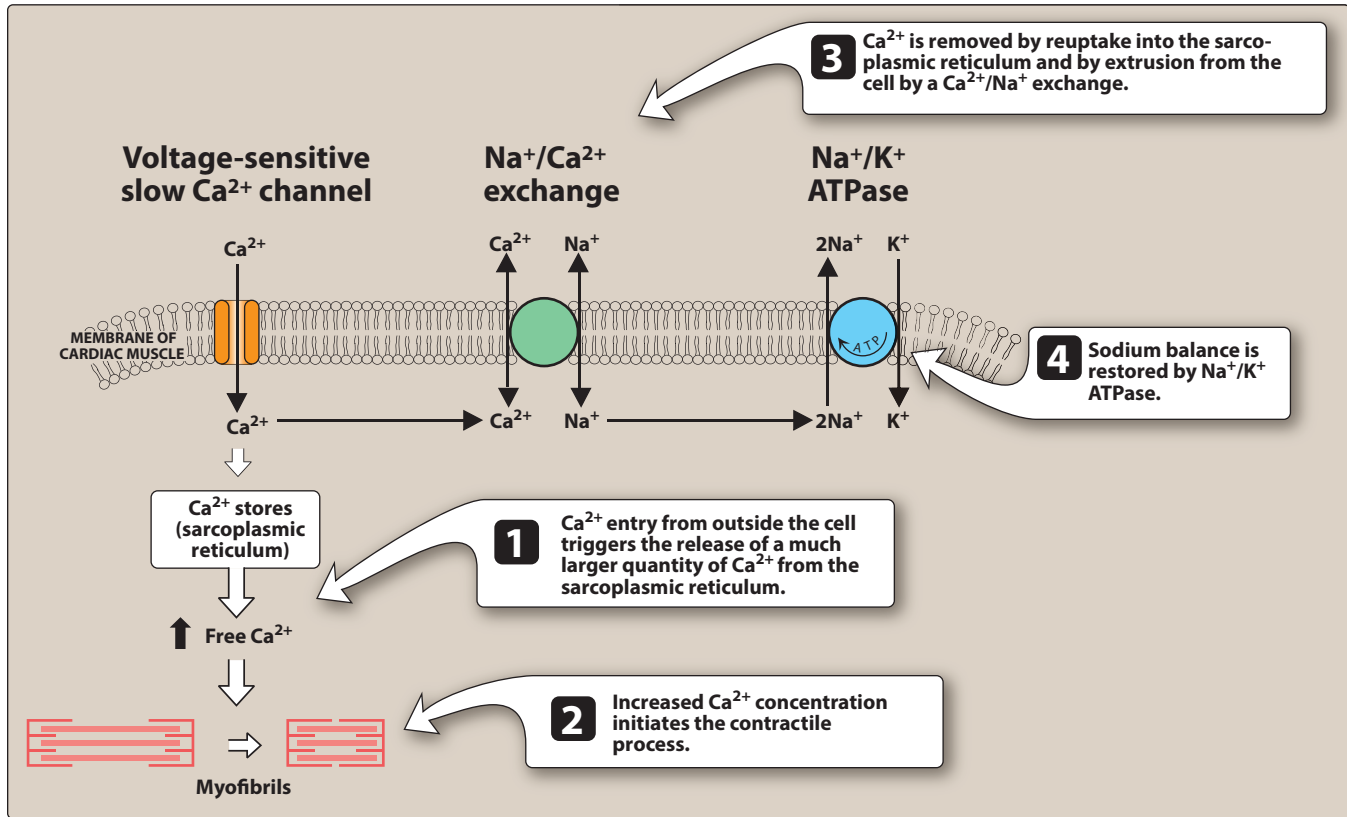 3
Ca²⁺ is removed by reuptake into the sarco-
plasmic reticulum and by extrusion from the
cell by a Ca²⁺/Na⁺ exchange.
Voltage-sensitive
slow Ca²⁺ channel
Na⁺/Ca²⁺
exchange
Na⁺/K⁺
ATPase
Ca²⁺
Ca²⁺ Na⁺
2Na⁺ K⁺
MEMBRANE OF
CARDIAC MUSCLE
ATP
4
Sodium balance is
restored by Na⁺/K⁺
ATPase.
Ca²⁺
Ca²⁺ Na⁺
2Na⁺ K⁺
Ca²⁺ stores
(sarcoplasmic
reticulum)
1
Ca²⁺ entry from outside the cell
triggers the release of a much
larger quantity of Ca²⁺ from the
sarcoplasmic reticulum.
Free Ca²⁺
2
Increased Ca²⁺ concentration
initiates the contractile
process.
Myofibrils